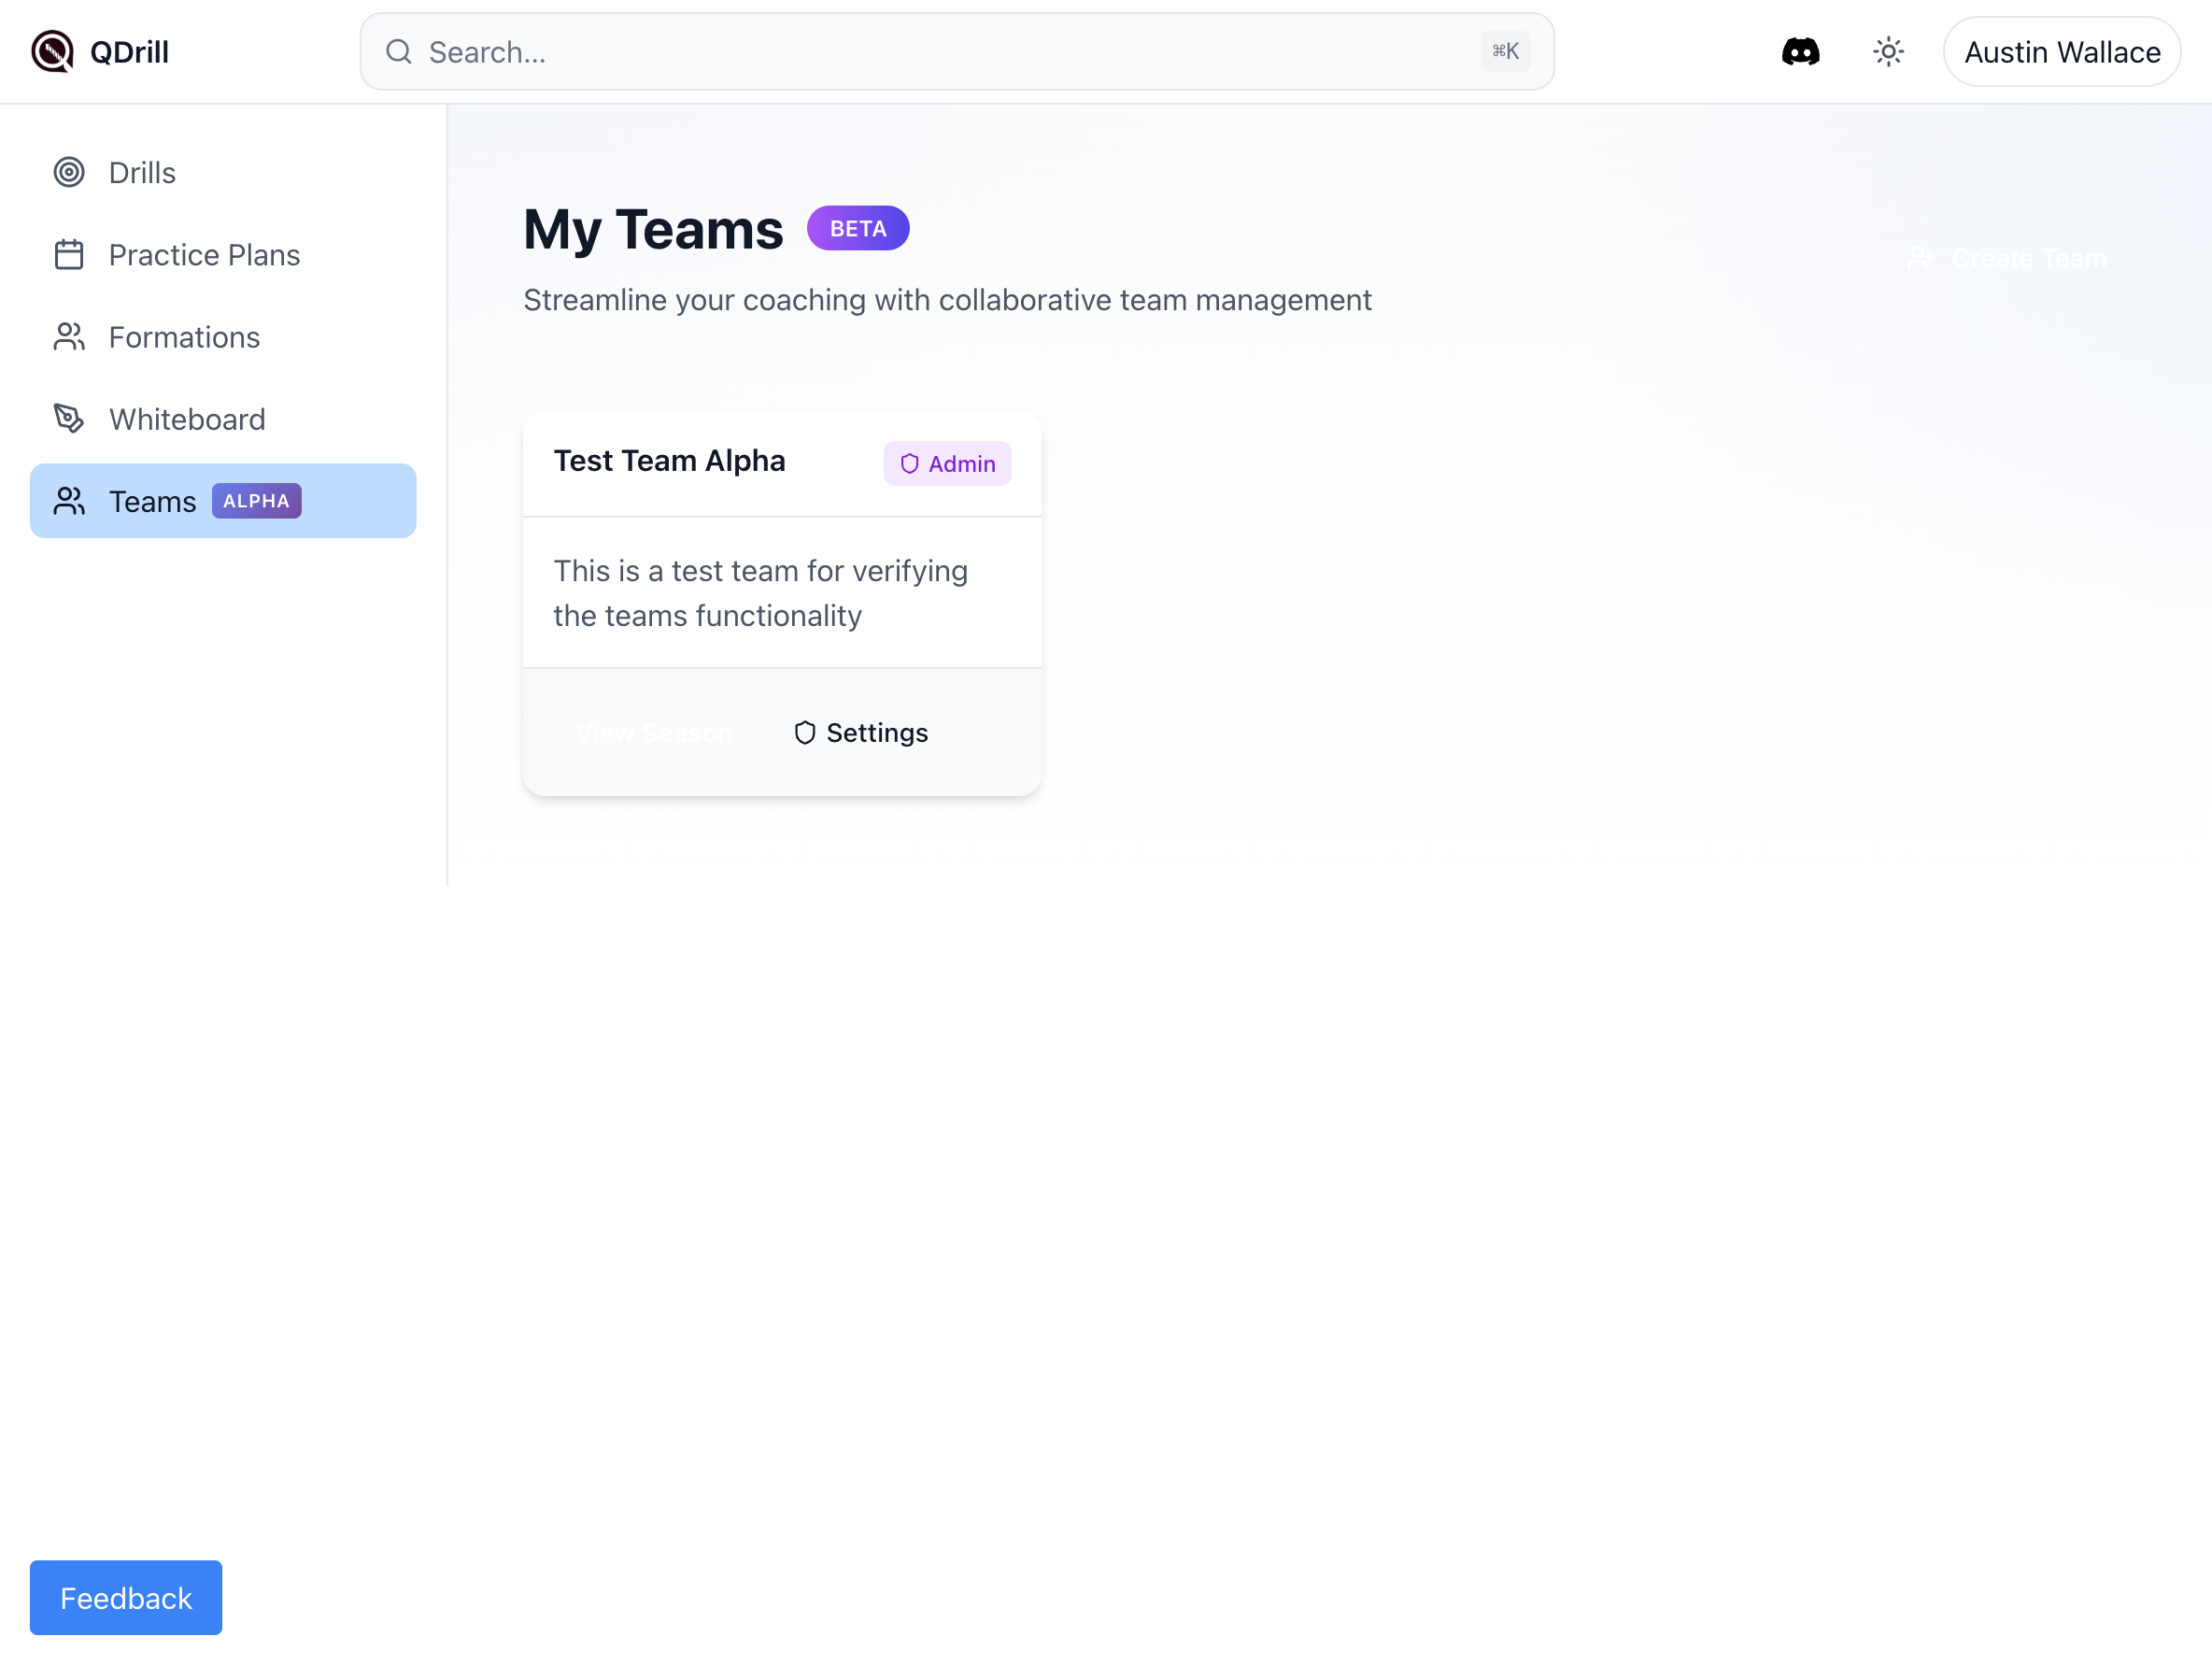 QDrill
Search...
⌘K
Austin Wallace
Drills
Practice Plans
Formations
Whiteboard
Teams ALPHA
My Teams BETA
Create Team
Streamline your coaching with collaborative team management
Test Team Alpha
Admin
This is a test team for verifying
the teams functionality
View Season
Settings
Feedback